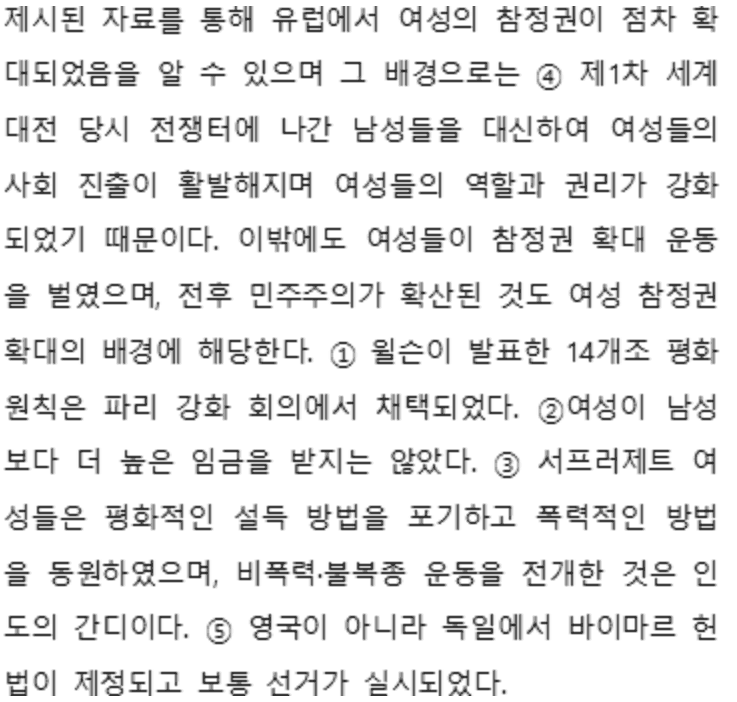 제시된 자료를 통해 유럽에서 여성의 참정권이 점차 확
대되었음을 알 수 있으며 그 배경으로는 ④ 제1차 세계
대전 당시 전쟁터에 나간 남성들을 대신하여 여성들의
사회 진출이 활발해지며 여성들의 역할과 권리가 강화
되었기 때문이다. 이밖에도 여성들이 참정권 확대 운동
을 벌였으며, 전후 민주주의가 확산된 것도 여성 참정권
확대의 배경에 해당한다. ① 윌슨이 발표한 14개조 평화
원칙은 파리 강화 회의에서 채택되었다. ②여성이 남성
보다 더 높은 임금을 받지는 않았다. ③ 서프러제트 여
성들은 평화적인 설득 방법을 포기하고 폭력적인 방법
을 동원하였으며, 비폭력·불복종 운동을 전개한 것은 인
도의 간디이다. ⑤ 영국이 아니라 독일에서 바이마르 헌
법이 제정되고 보통 선거가 실시되었다.